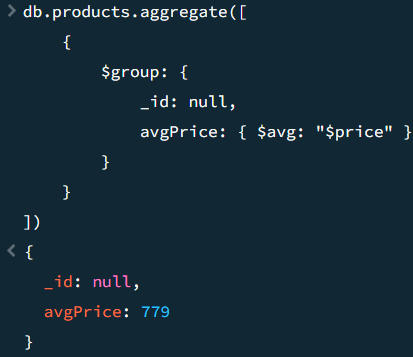 > db.products.aggregate([
{
$group: {
_id: null,
avgPrice: { $avg: "$price" }
}
}
])
< {
_id: null,
avgPrice: 779
}